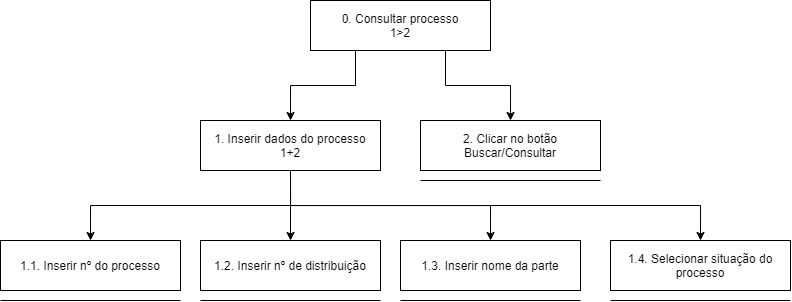 0. Consultar processo
1>2
1. Inserir dados do processo
1+2
2. Clicar no botão
Buscar/Consultar
1.1. Inserir nº do processo
1.2. Inserir nº de distribuição
1.3. Inserir nome da parte
1.4. Selecionar situação do
processo